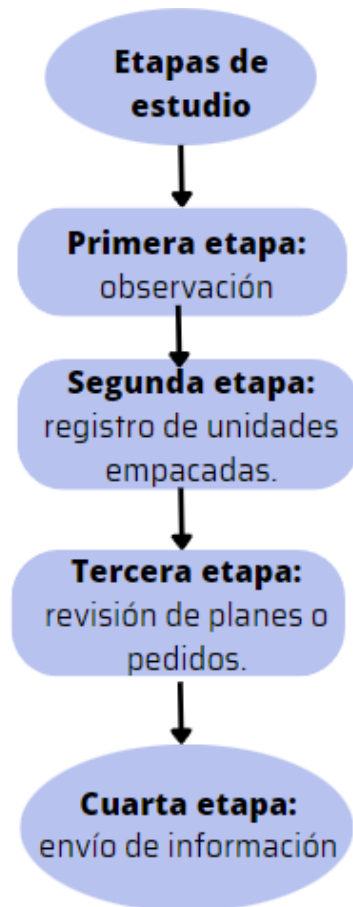 Etapas de
estudio
Primera etapa:
observación
Segunda etapa:
registro de unidades
empacadas.
Tercera etapa:
revisión de planes o
pedidos.
Cuarta etapa:
envío de información